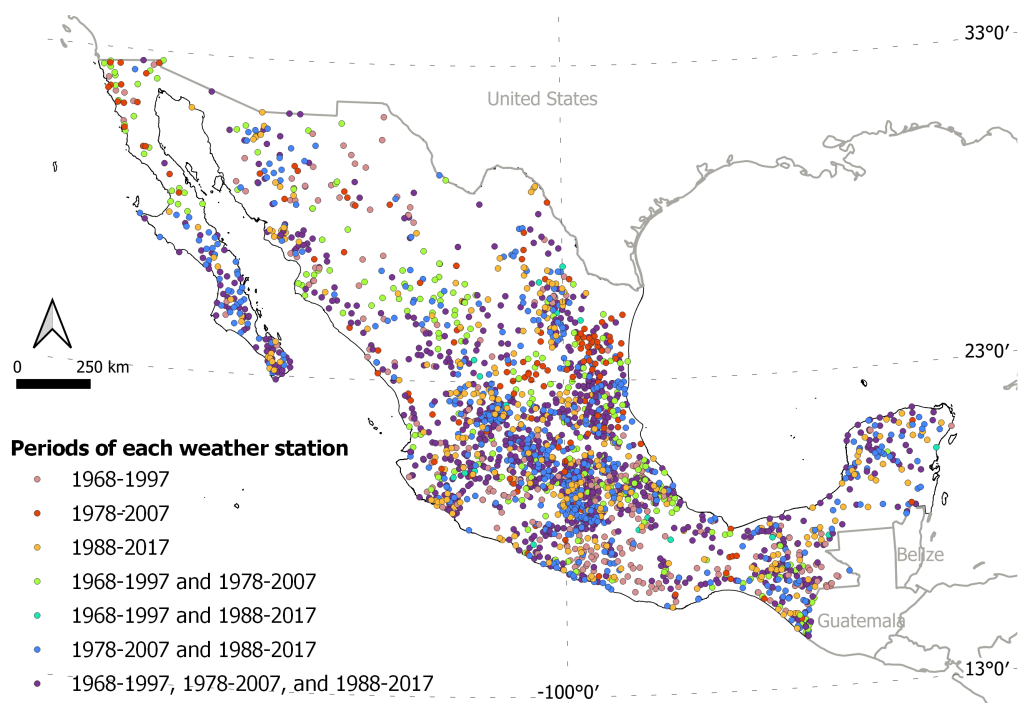 33°0′
United States
23°0′
0 250 km
Periods of each weather station
1968-1997
1978-2007
1988-2017
1968-1997 and 1978-2007
1968-1997 and 1988-2017
1978-2007 and 1988-2017
1968-1997, 1978-2007, and 1988-2017
Belize
Guatemala
13°0′
-100°0′